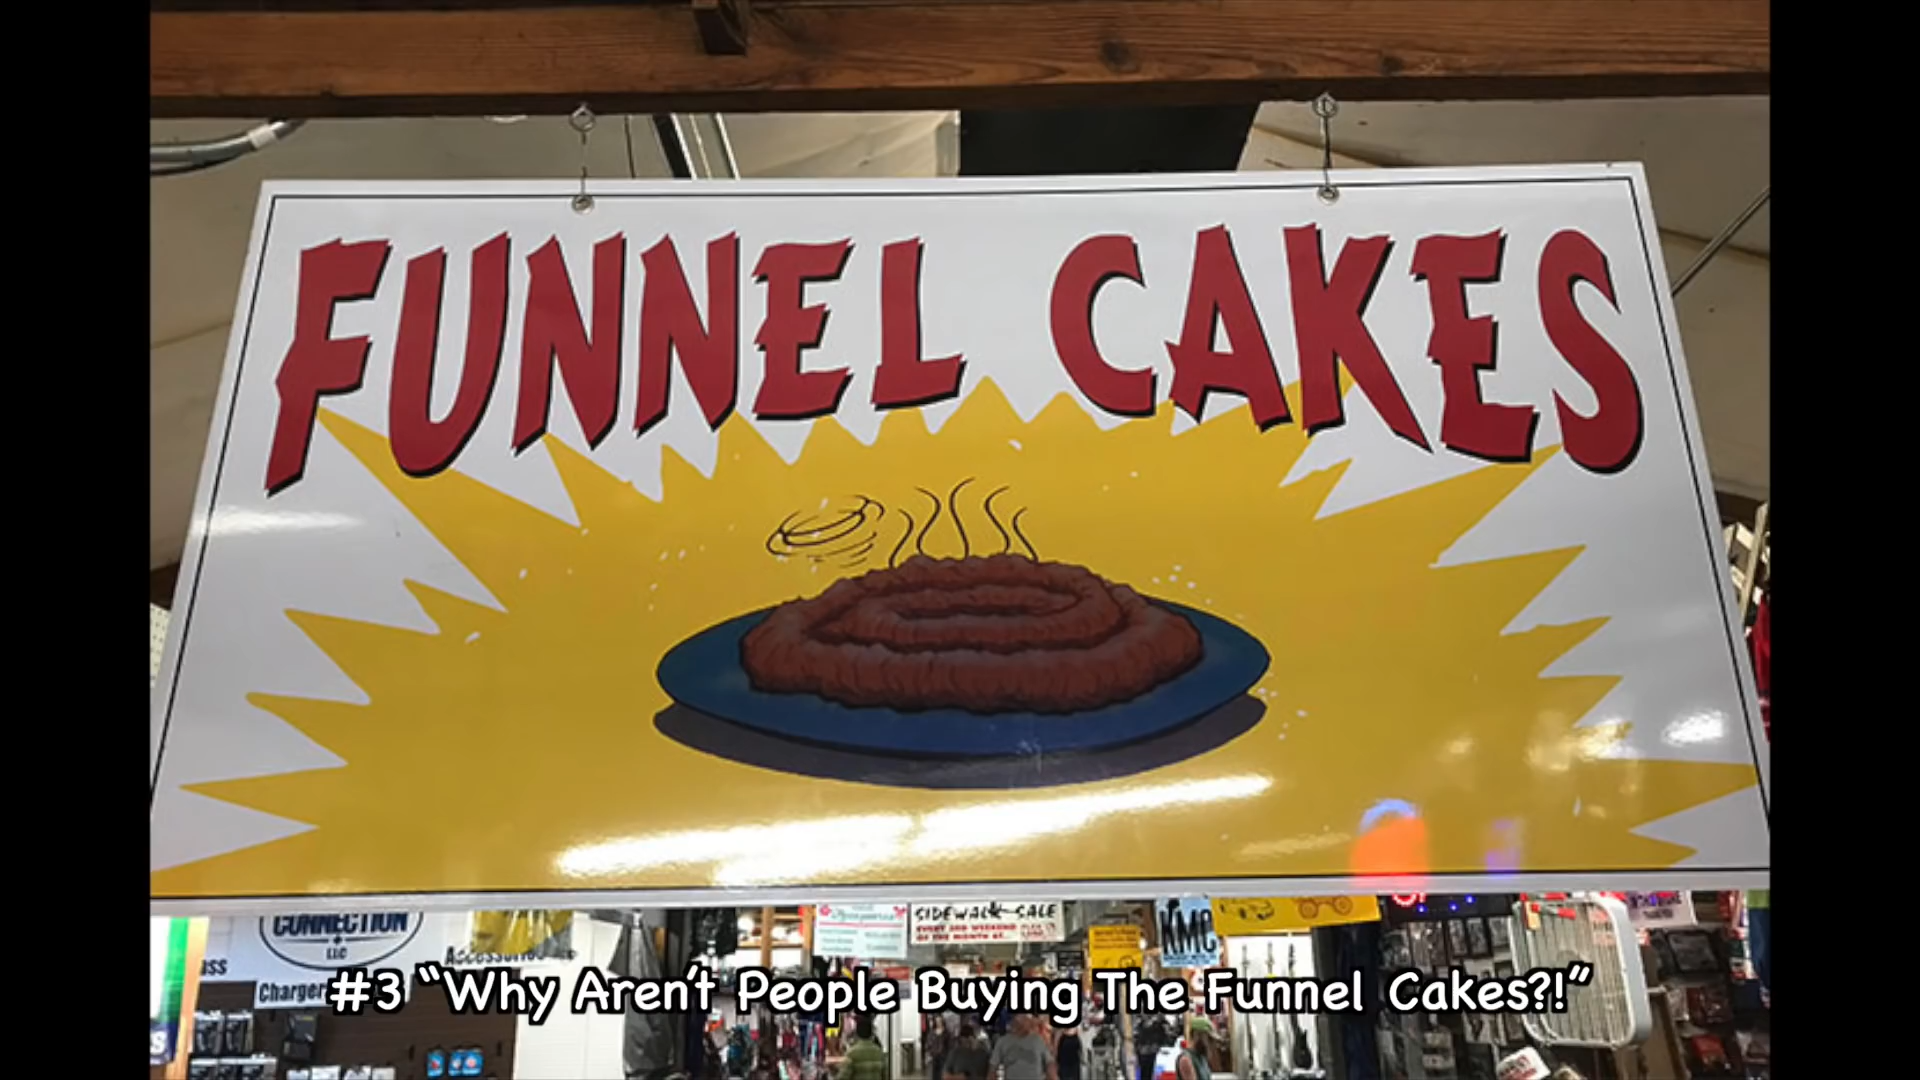 FUNNEL CAKES
CONNECTION
LLC
SIDEWALK SALE
KMC
Charger
#3 “Why Aren't People Buying The Funnel Cakes?!”